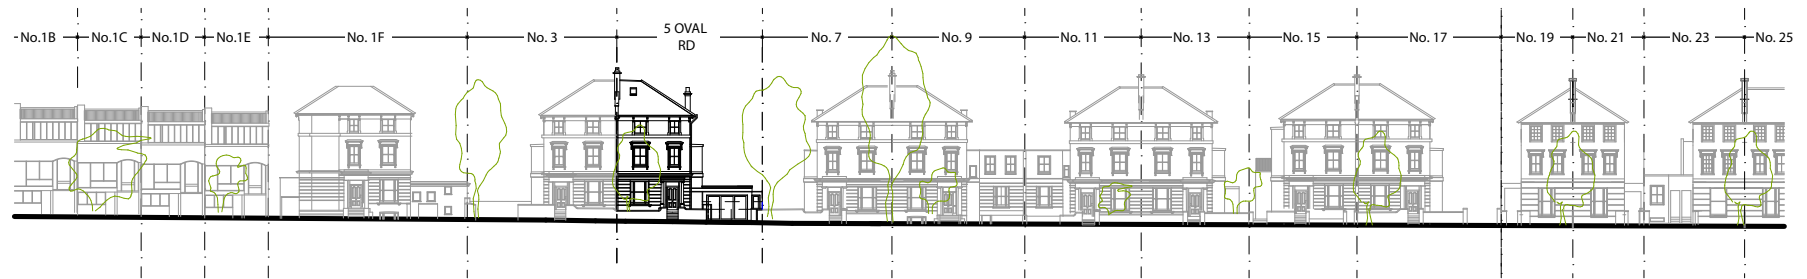 No.1B
No.1C
No.1D
No.1E
No. 1F
No. 3
5 OVAL
RD
No. 7
No. 9
No. 11
No. 13
No. 15
No. 17
No. 19
No. 21
No. 23
No. 25